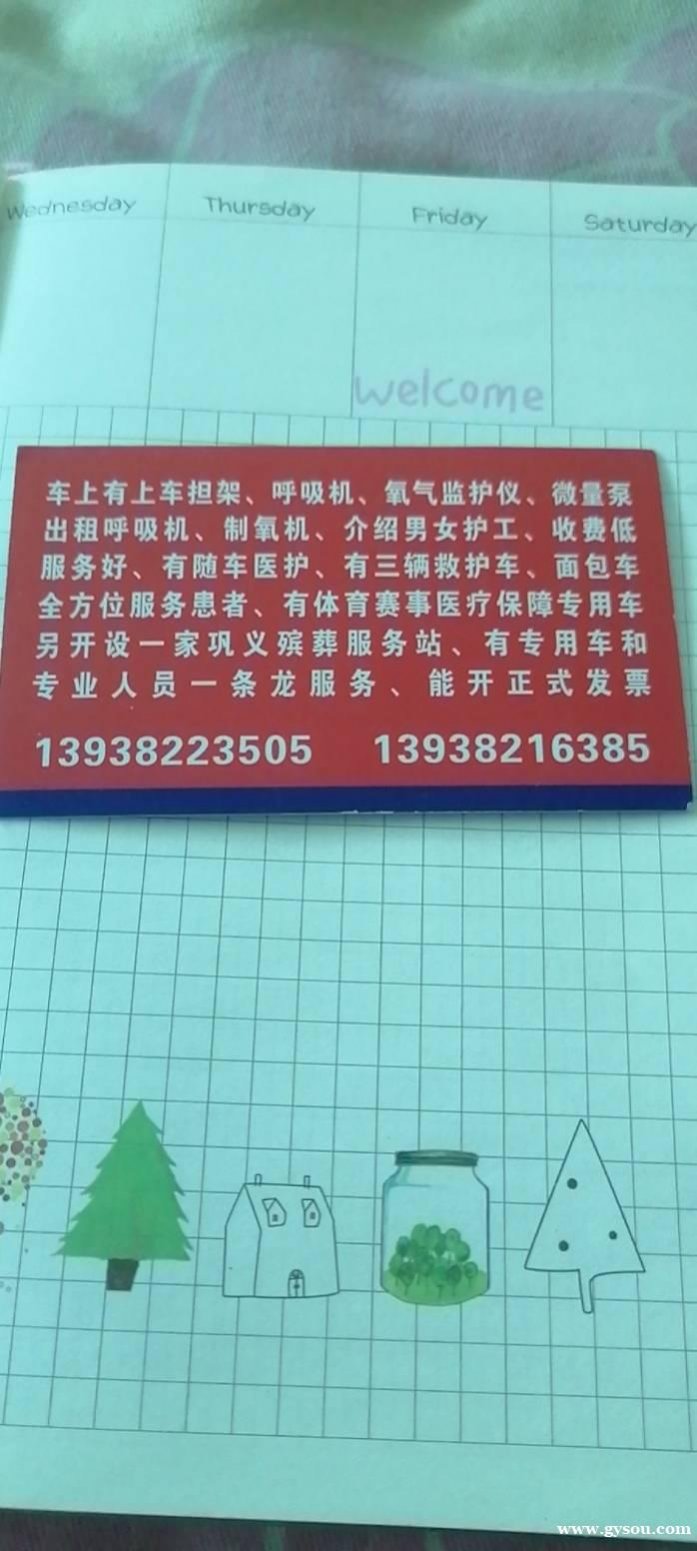 Wednesday Thursday Friday Saturday
welcome
车上有上车担架、呼吸机、氧气监护仪、微量泵
出租呼吸机、制氧机、介绍男女护工、收费低
服务好、有随车医护、有三辆救护车、面包车
全方位服务患者、有体育赛事医疗保障专用车
另开设一家巩义殡葬服务站、有专用车和
专业人员一条龙服务、能开正式发票
13938223505 13938216385
www.gysou.com